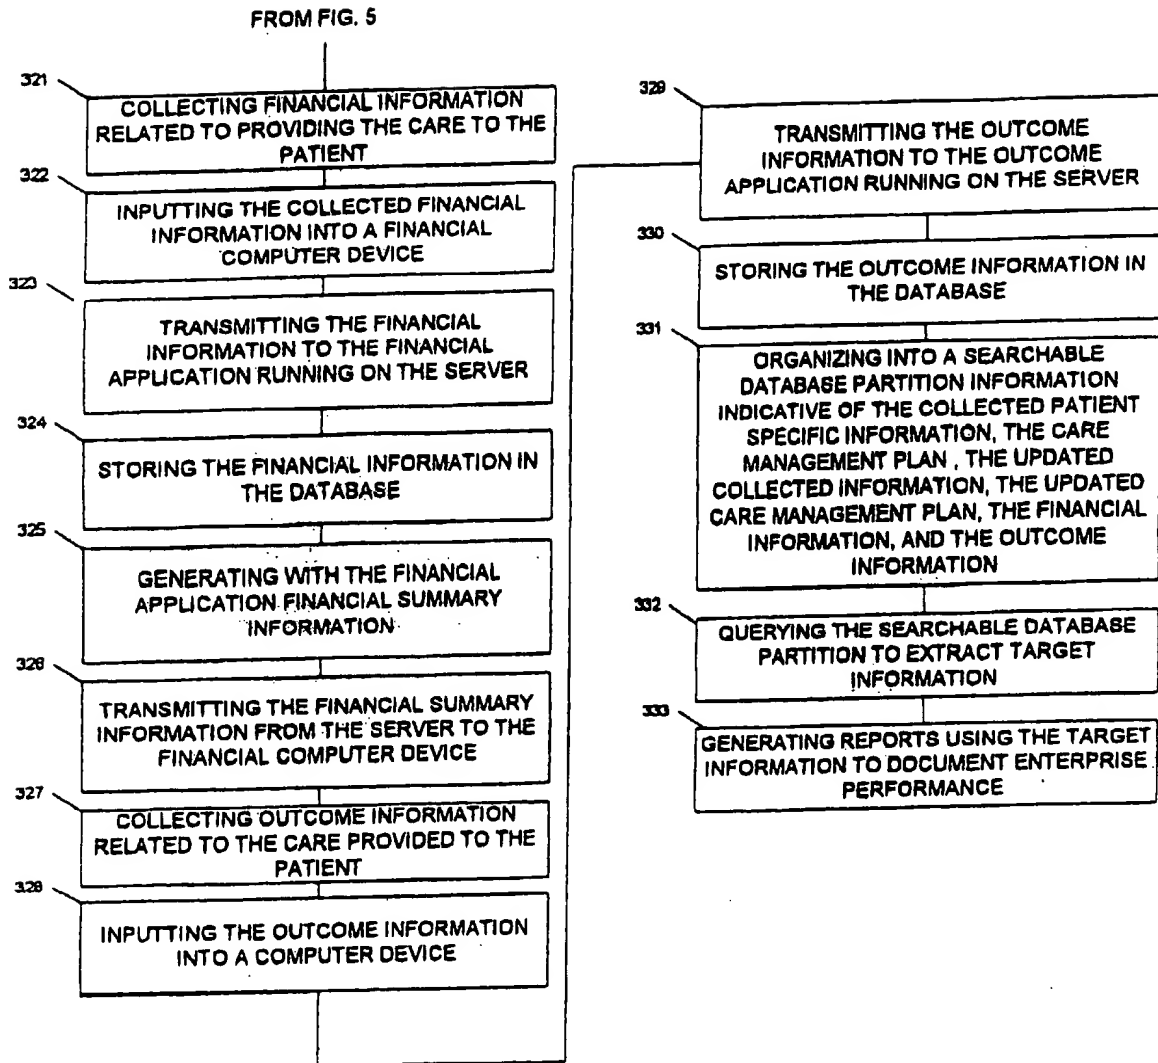 FROM FIG. 5
321
COLLECTING FINANCIAL INFORMATION
RELATED TO PROVIDING THE CARE TO THE
PATIENT
322
INPUTTING THE COLLECTED FINANCIAL
INFORMATION INTO A FINANCIAL
COMPUTER DEVICE
323
TRANSMITTING THE FINANCIAL
INFORMATION TO THE FINANCIAL
APPLICATION RUNNING ON THE SERVER
324
STORING THE FINANCIAL INFORMATION IN
THE DATABASE
325
GENERATING WITH THE FINANCIAL
APPLICATION FINANCIAL SUMMARY
INFORMATION
326
TRANSMITTING THE FINANCIAL SUMMARY
INFORMATION FROM THE SERVER TO THE
FINANCIAL COMPUTER DEVICE
327
COLLECTING OUTCOME INFORMATION
RELATED TO THE CARE PROVIDED TO THE
PATIENT
328
INPUTTING THE OUTCOME INFORMATION
INTO A COMPUTER DEVICE
329
TRANSMITTING THE OUTCOME
INFORMATION TO THE OUTCOME
APPLICATION RUNNING ON THE SERVER
330
STORING THE OUTCOME INFORMATION IN
THE DATABASE
331
ORGANIZING INTO A SEARCHABLE
DATABASE PARTITION INFORMATION
INDICATIVE OF THE COLLECTED PATIENT
SPECIFIC INFORMATION, THE CARE
MANAGEMENT PLAN , THE UPDATED
COLLECTED INFORMATION, THE UPDATED
CARE MANAGEMENT PLAN, THE FINANCIAL
INFORMATION, AND THE OUTCOME
INFORMATION
332
QUERYING THE SEARCHABLE DATABASE
PARTITION TO EXTRACT TARGET
INFORMATION
333
GENERATING REPORTS USING THE TARGET
INFORMATION TO DOCUMENT ENTERPRISE
PERFORMANCE